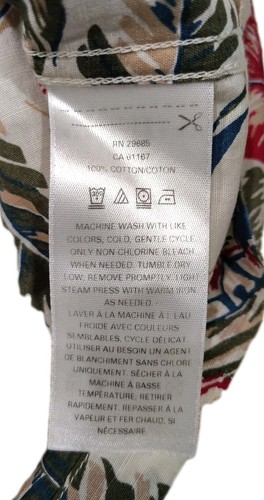 RN 29685
CA 01167
100% COTTON/COTON
MACHINE WASH WITH LIKE
COLORS, COLD, GENTLE CYCLE.
ONLY NON-CHLORINE BLEACH
WHEN NEEDED. TUMBLE DRY
LOW, REMOVE PROMPTLY. LIGHT
STEAM PRESS WITH WARM IRON
AS NEEDED.
LAVER À LA MACHINE À L'EAU
FROIDE AVEC COULEURS
SEMBLABLES, CYCLE DÉLICAT.
UTILISER AU BESOIN UN AGENT
DE BLANCHIMENT SANS CHLORE
UNIQUEMENT. SÉCHER À LA
MACHINE À BASSE
TEMPÉRATURE, RETIRER
RAPIDEMENT. REPASSER À LA
VAPEUR ET FER CHAUD, SI
NÉCESSAIRE.